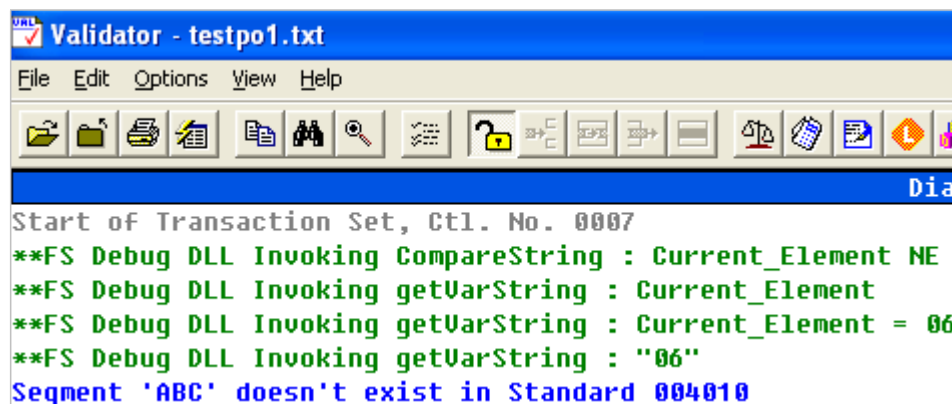 Validator - testpo1.txt
File Edit Options View Help
Dia
Start of Transaction Set, Ctl. No. 0007
**FS Debug DLL Invoking CompareString : Current_Element NE
**FS Debug DLL Invoking getVarString : Current_Element
**FS Debug DLL Invoking getVarString : Current_Element = 06
**FS Debug DLL Invoking getVarString : "06"
Segment 'ABC' doesn't exist in Standard 004010